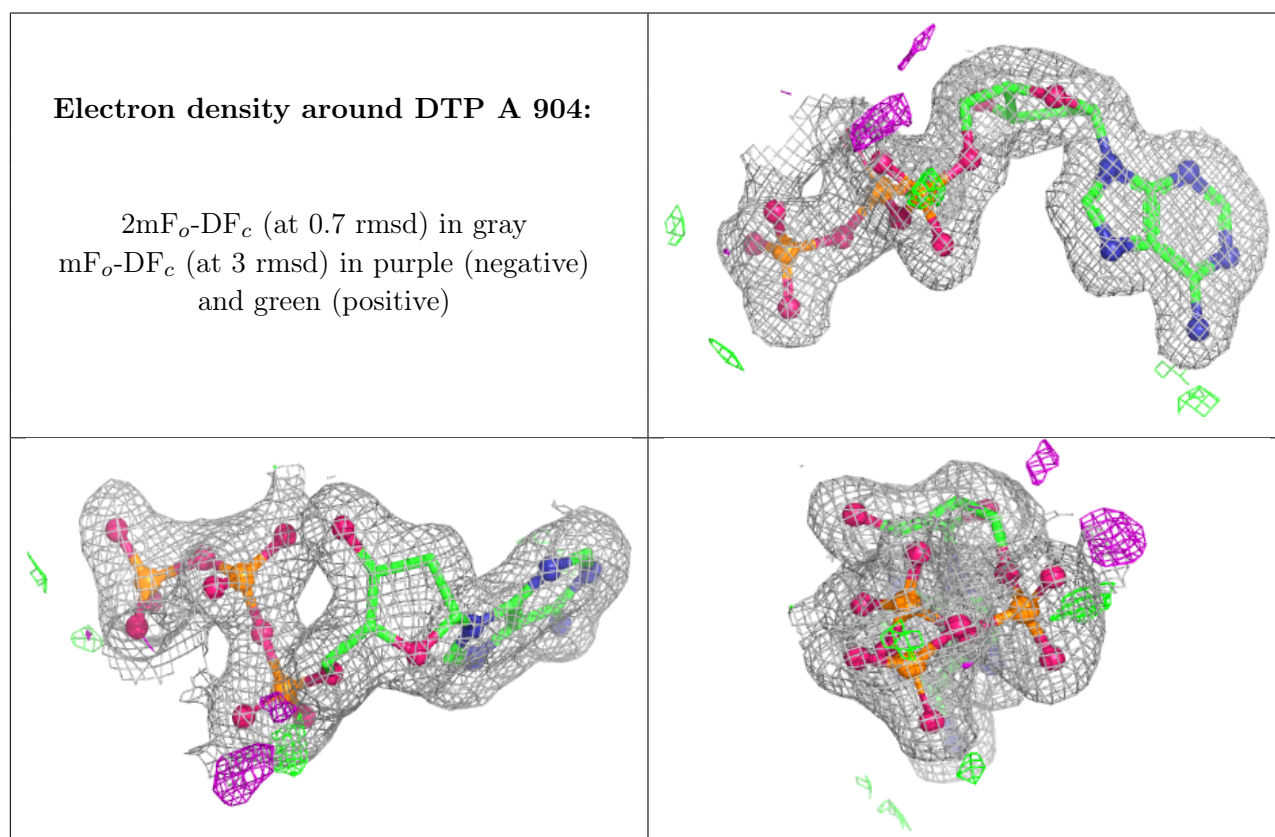 Electron density around DTP A 904:
2mFo-DFc (at 0.7 rmsd) in gray
mFo-DFc (at 3 rmsd) in purple (negative)
and green (positive)